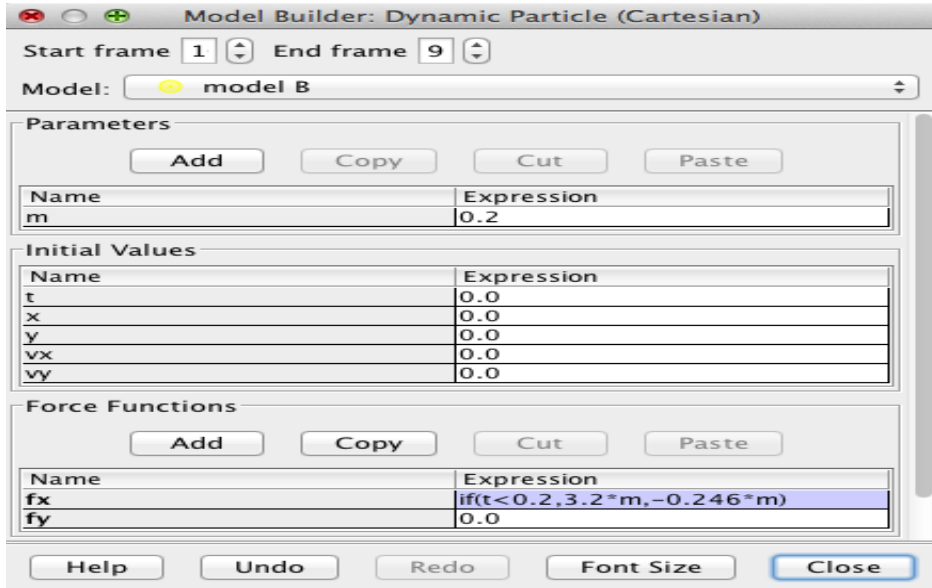 Model Builder: Dynamic Particle (Cartesian)
Start frame 1 End frame 9
Model: model B
Parameters
Add Copy Cut Paste
Name Expression
m 0.2
Initial Values
Name Expression
t 0.0
x 0.0
y 0.0
vx 0.0
vy 0.0
Force Functions
Add Copy Cut Paste
Name Expression
fx if(t<0.2,3.2*m,-0.246*m)
fy 0.0
Help Undo Redo Font Size Close